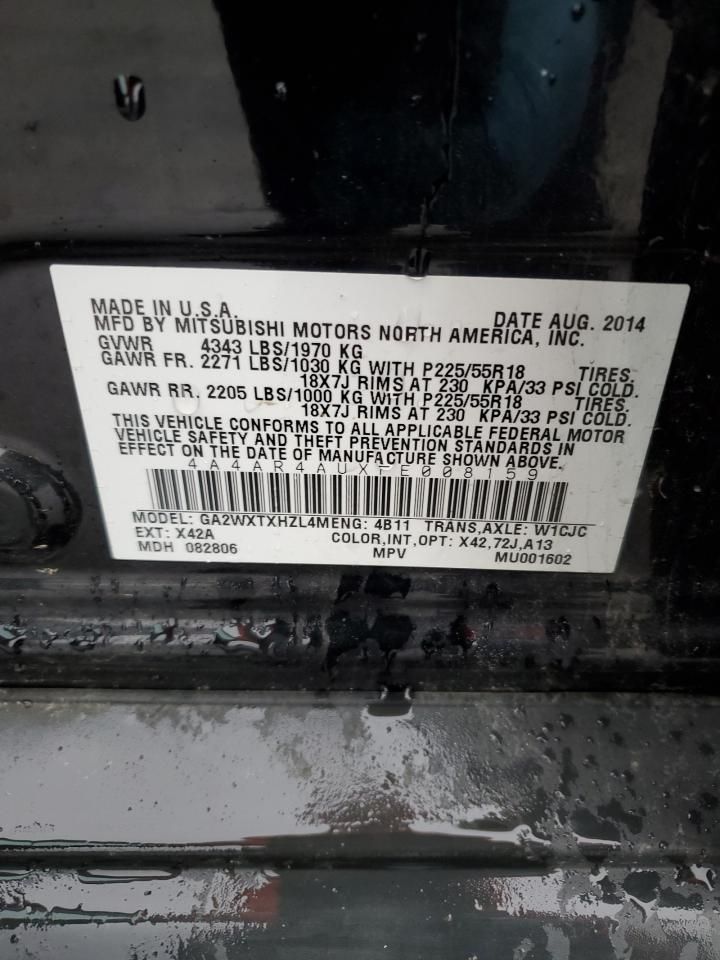 MADE IN U.S.A. DATE AUG. 2014
MFD BY MITSUBISHI MOTORS NORTH AMERICA, INC.
GVWR 4343 LBS/1970 KG
GAWR FR. 2271 LBS/1030 KG WITH P225/55R18 TIRES.
18X7J RIMS AT 230 KPA/33 PSI COLD.
GAWR RR. 2205 LBS/1000 KG WITH P225/55R18 TIRES.
18X7J RIMS AT 230 KPA/33 PSI COLD.
THIS VEHICLE CONFORMS TO ALL APPLICABLE FEDERAL MOTOR
VEHICLE SAFETY AND THEFT PREVENTION STANDARDS IN
EFFECT ON THE DATE OF MANUFACTURE SHOWN ABOVE.
4A4AR4AUXFE008159
MODEL: GA2WXTXHZL4MENG: 4B11 TRANS,AXLE: W1CJC
EXT: X42A COLOR,INT,OPT: X42,72J,A13
MDH 082806 MPV MU001602